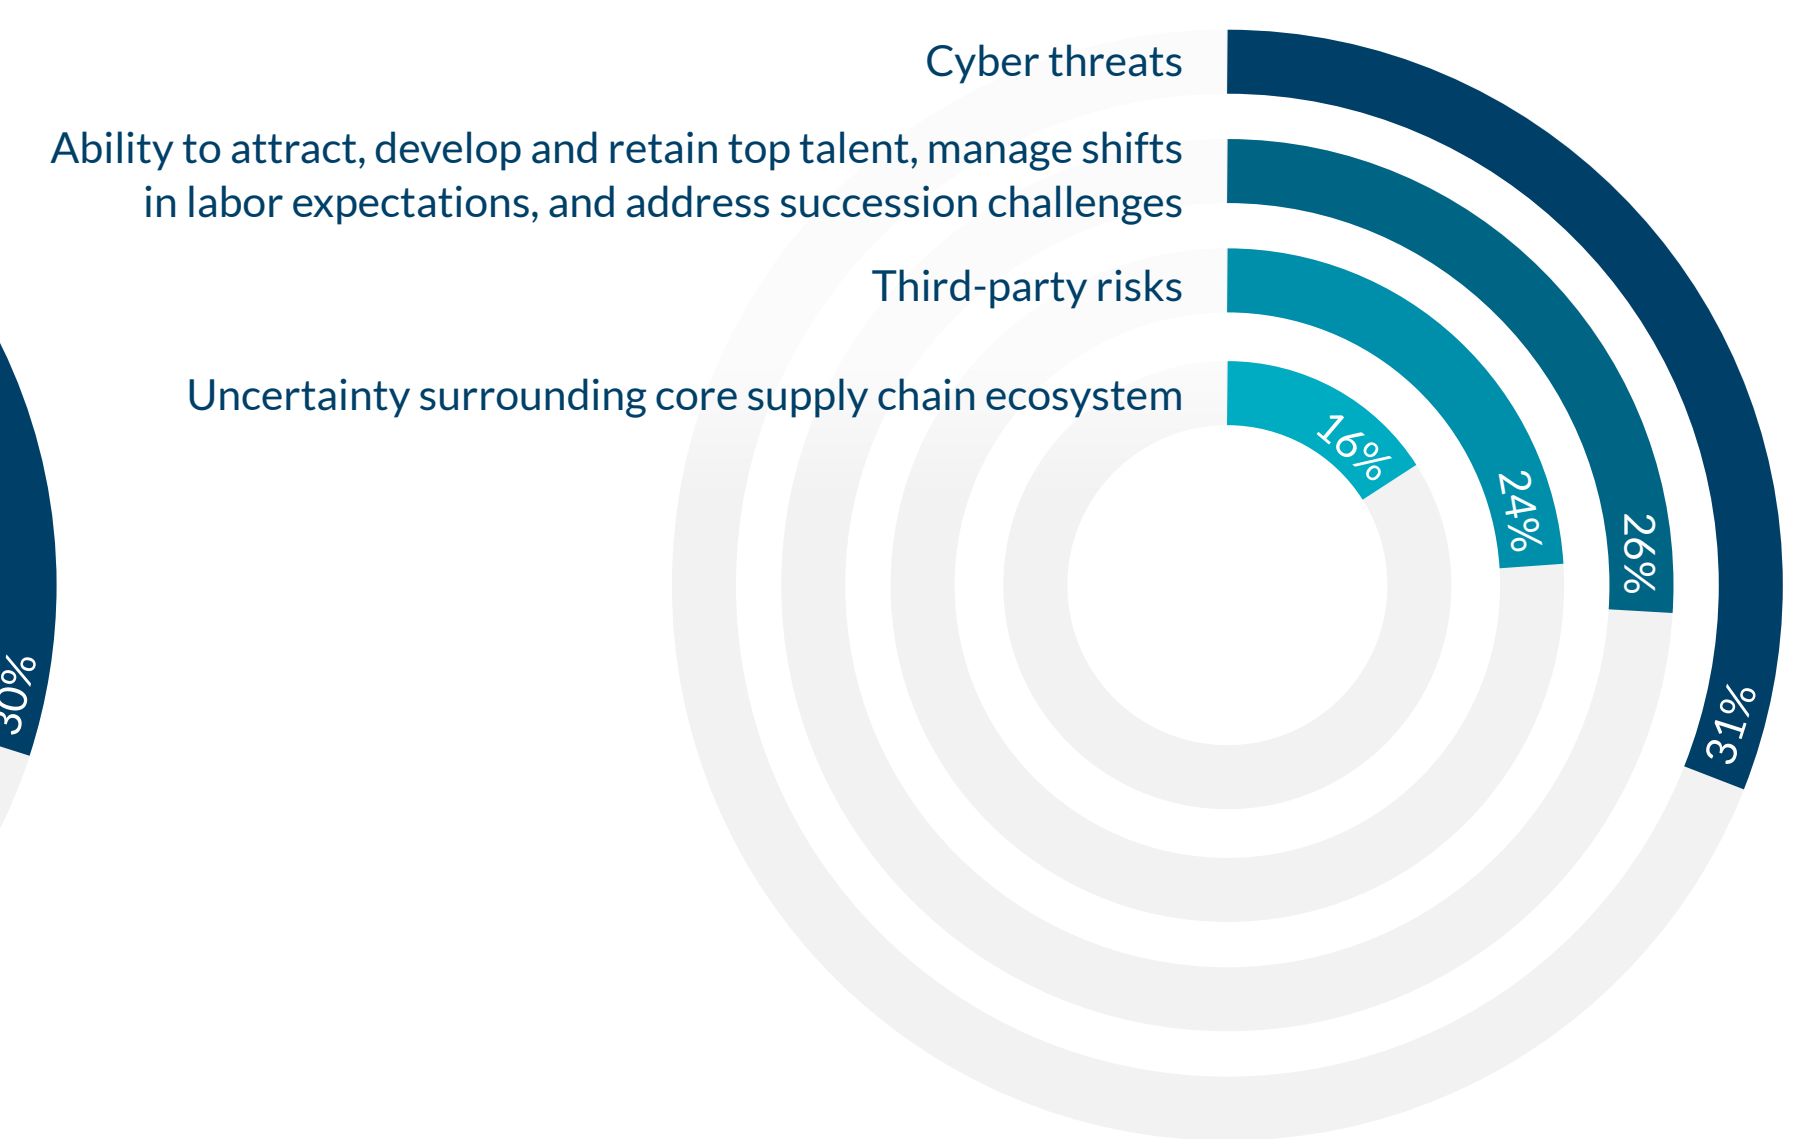 Cyber threats
Ability to attract, develop and retain top talent, manage shifts
in labor expectations, and address succession challenges
Third-party risks
Uncertainty surrounding core supply chain ecosystem
16%
24%
26%
31%
30%